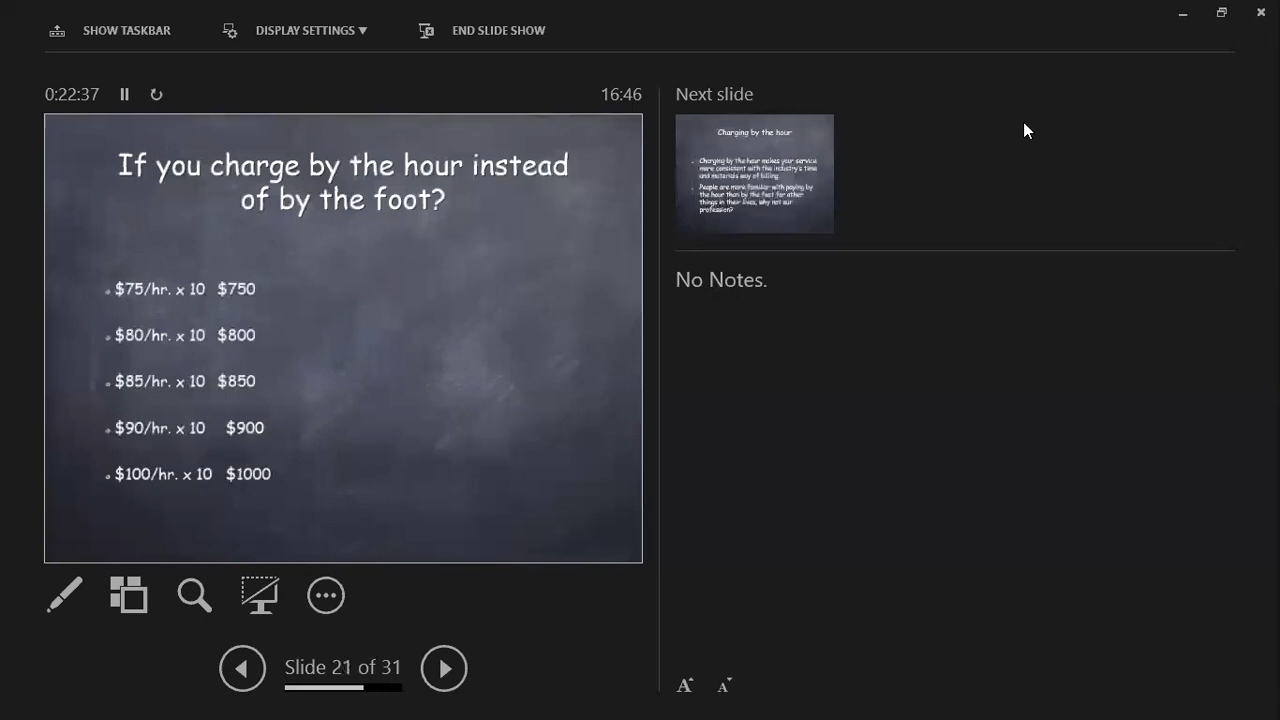 SHOW TASKBAR DISPLAY SETTINGS ▼ END SLIDE SHOW
0:22:37 16:46
If you charge by the hour instead
of by the foot?
$75/hr. x 10 $750
$80/hr. x 10 $800
$85/hr. x 10 $850
$90/hr. x 10 $900
$100/hr. x 10 $1000
Slide 21 of 31
Next slide
Charging by the hour
Charging by the hour makes your service
more consistent with the industry's time
and materials way of billing.
People are more familiar with paying by
the hour than by the foot for other
things in their lives, why not our
profession?
No Notes.
A A